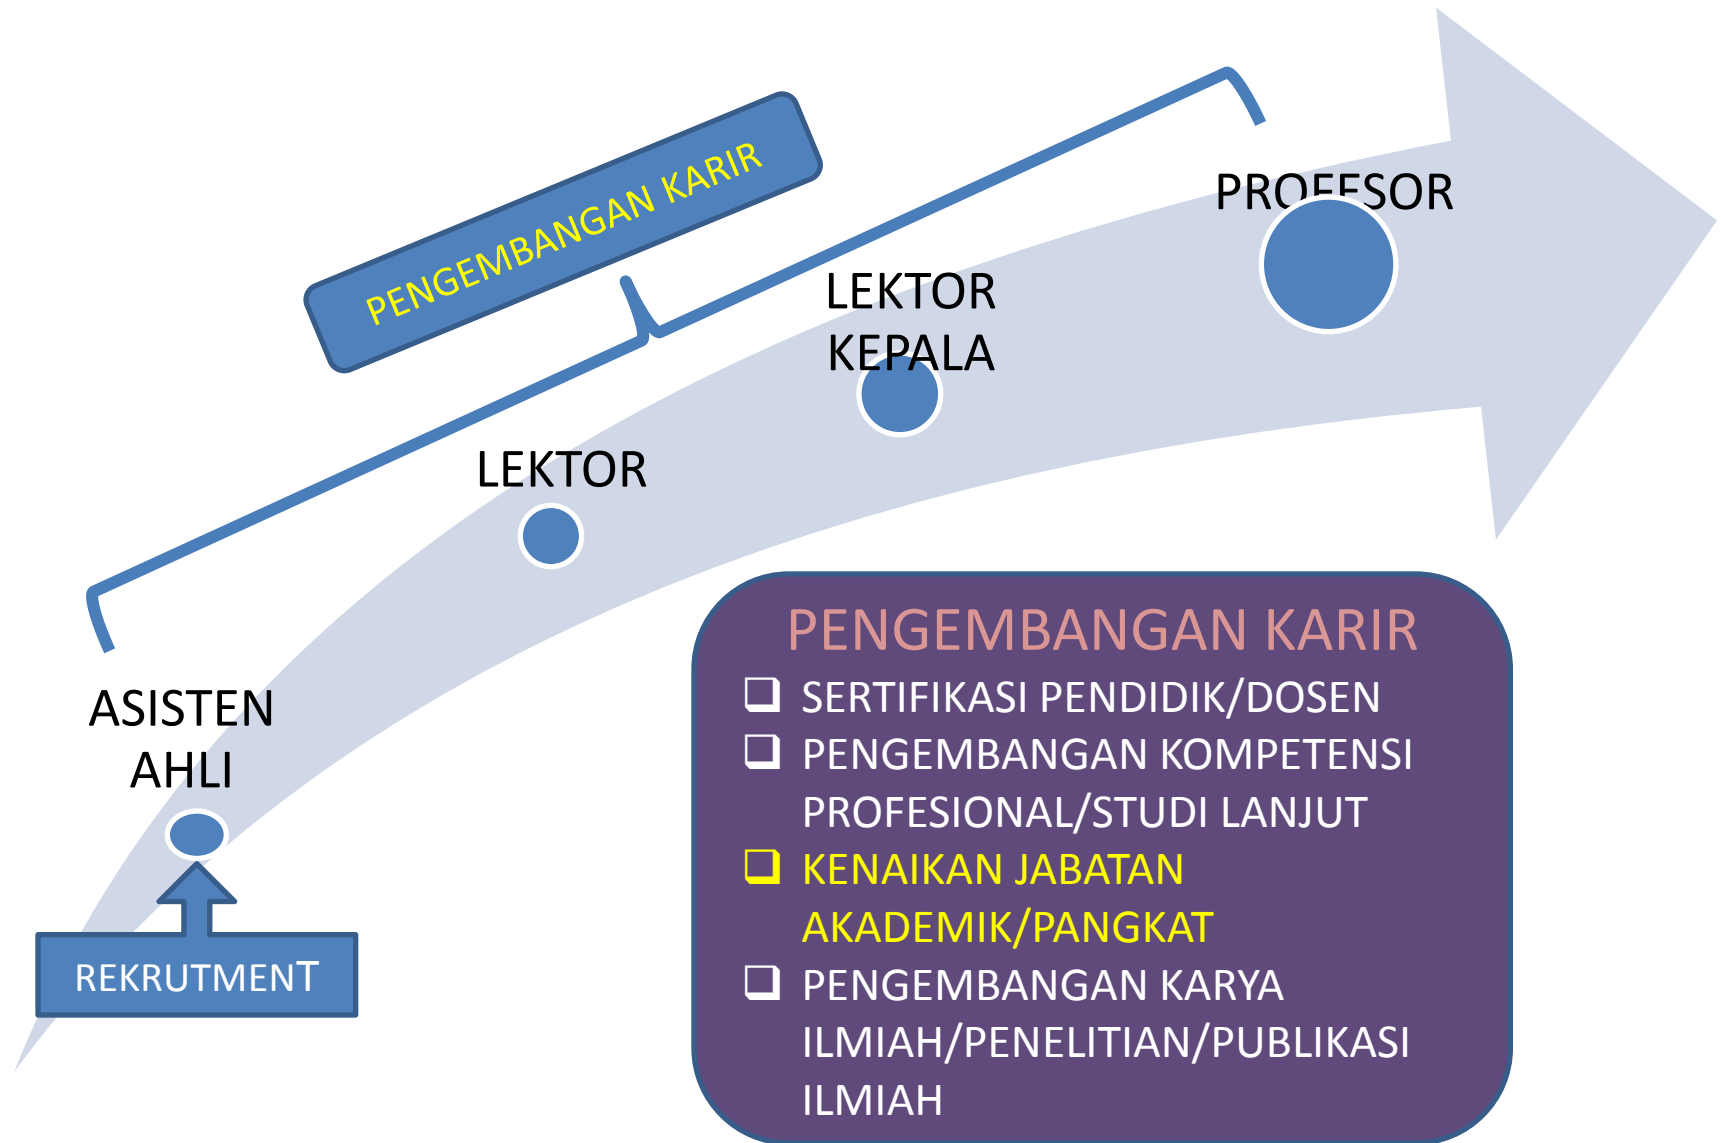 PENGEMBANGAN KARIR
PROFESOR
LEKTOR
KEPALA
LEKTOR
ASISTEN
AHLI
REKRUTMENT
PENGEMBANGAN KARIR
❑ SERTIFIKASI PENDIDIK/DOSEN
❑ PENGEMBANGAN KOMPETENSI
PROFESIONAL/STUDI LANJUT
❑ KENAIKAN JABATAN
AKADEMIK/PANGKAT
❑ PENGEMBANGAN KARYA
ILMIAH/PENELITIAN/PUBLIKASI
ILMIAH